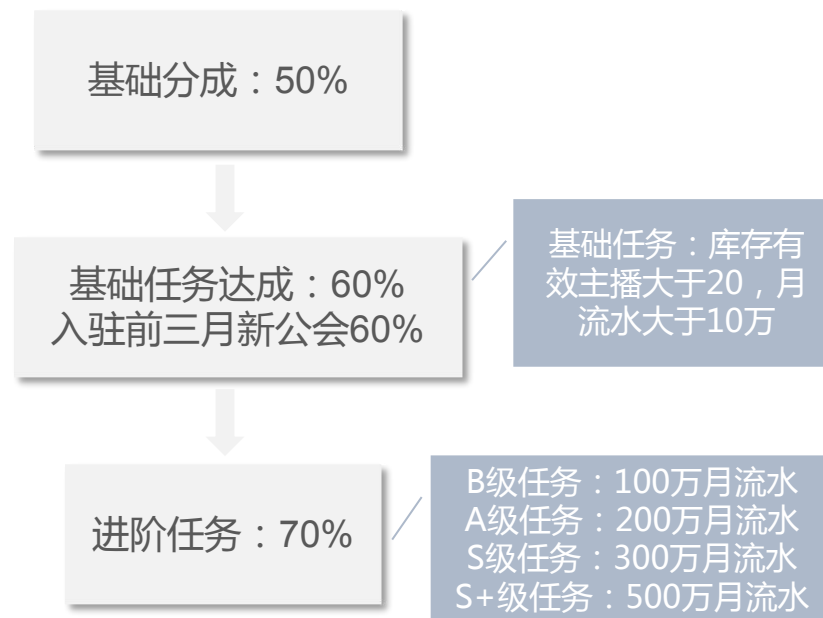 基础分成：50%
基础任务达成：60%
入驻前三月新公会60%
基础任务：库存有
效主播大于20，月
流水大于10万
进阶任务：70%
B级任务：100万月流水
A级任务：200万月流水
S级任务：300万月流水
S+级任务：500万月流水